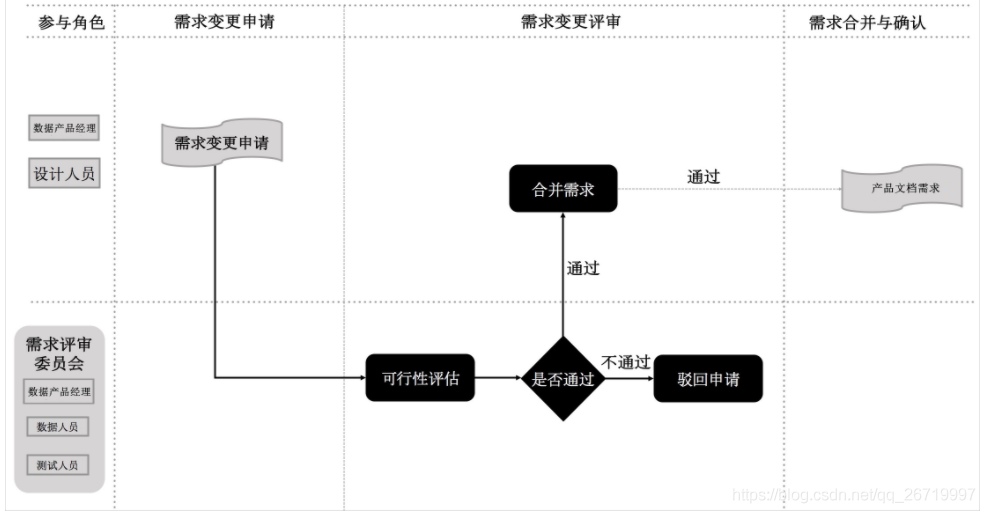 参与角色
需求变更申请
需求变更评审
需求合并与确认
数据产品经理
设计人员
需求变更申请
合并需求
通过
产品文档需求
通过
需求评审
委员会
数据产品经理
数据人员
测试人员
可行性评估
是否通过
不通过
驳回申请
https://blog.csdn.net/qq_26719997